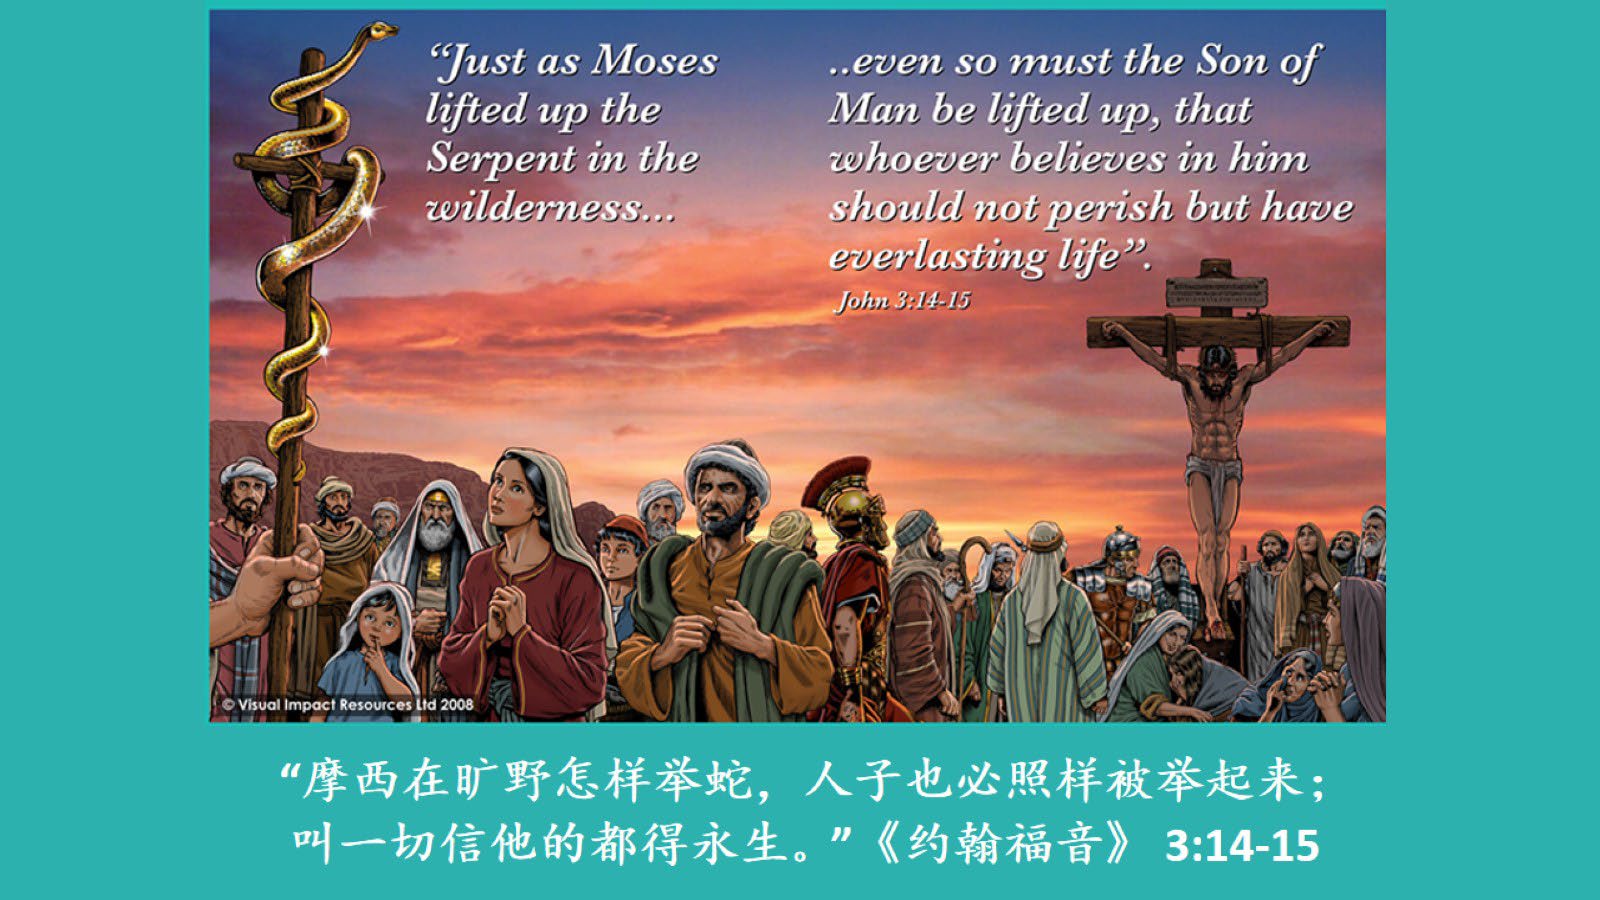 “Just as Moses
lifted up the
Serpent in the
wilderness...
..even so must the Son of
Man be lifted up, that
whoever believes in him
should not perish but have
everlasting life”.
John 3:14-15
© Visual Impact Resources Ltd 2008
“摩西在旷野怎样举蛇，人子也必照样被举起来；
叫一切信他的都得永生。”《约翰福音》 3:14-15